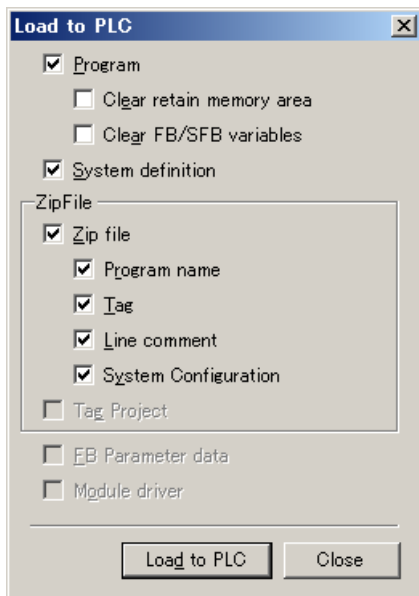 Load to PLC
Program
Clear retain memory area
Clear FB/SFB variables
System definition
ZipFile
Zip file
Program name
Tag
Line comment
System Configuration
Tag Project
FB Parameter data
Module driver
Load to PLC Close